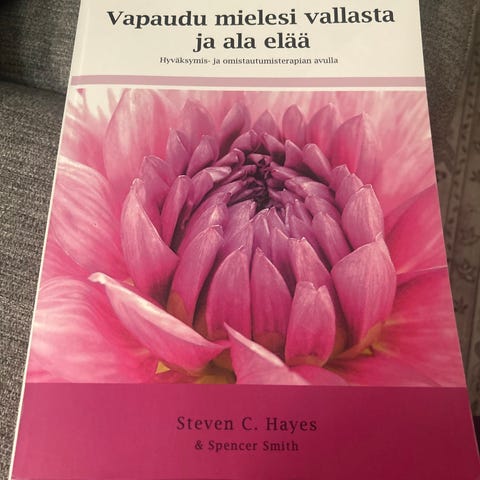 Vapaudu mielesi vallasta
ja ala elää
Hyväksymis- ja omistautumisterapian avulla
Steven C. Hayes
& Spencer Smith